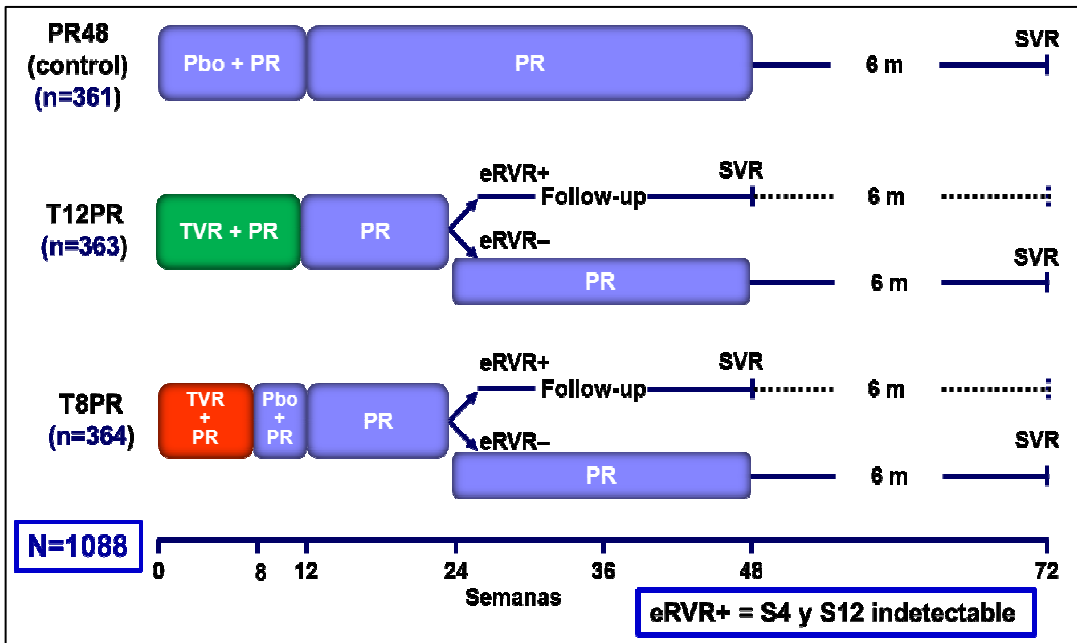 PR48
(control)
(n=361)
Pbo + PR
PR
6 m
SVR
T12PR
(n=363)
TVR + PR
PR
eRVR+
Follow-up
SVR
6 m
eRVR–
PR
6 m
SVR
T8PR
(n=364)
TVR
+
PR
Pbo
+
PR
PR
eRVR+
Follow-up
SVR
6 m
eRVR–
PR
6 m
SVR
N=1088
0 8 12 24 36 48 72
Semanas
eRVR+ = S4 y S12 indetectable